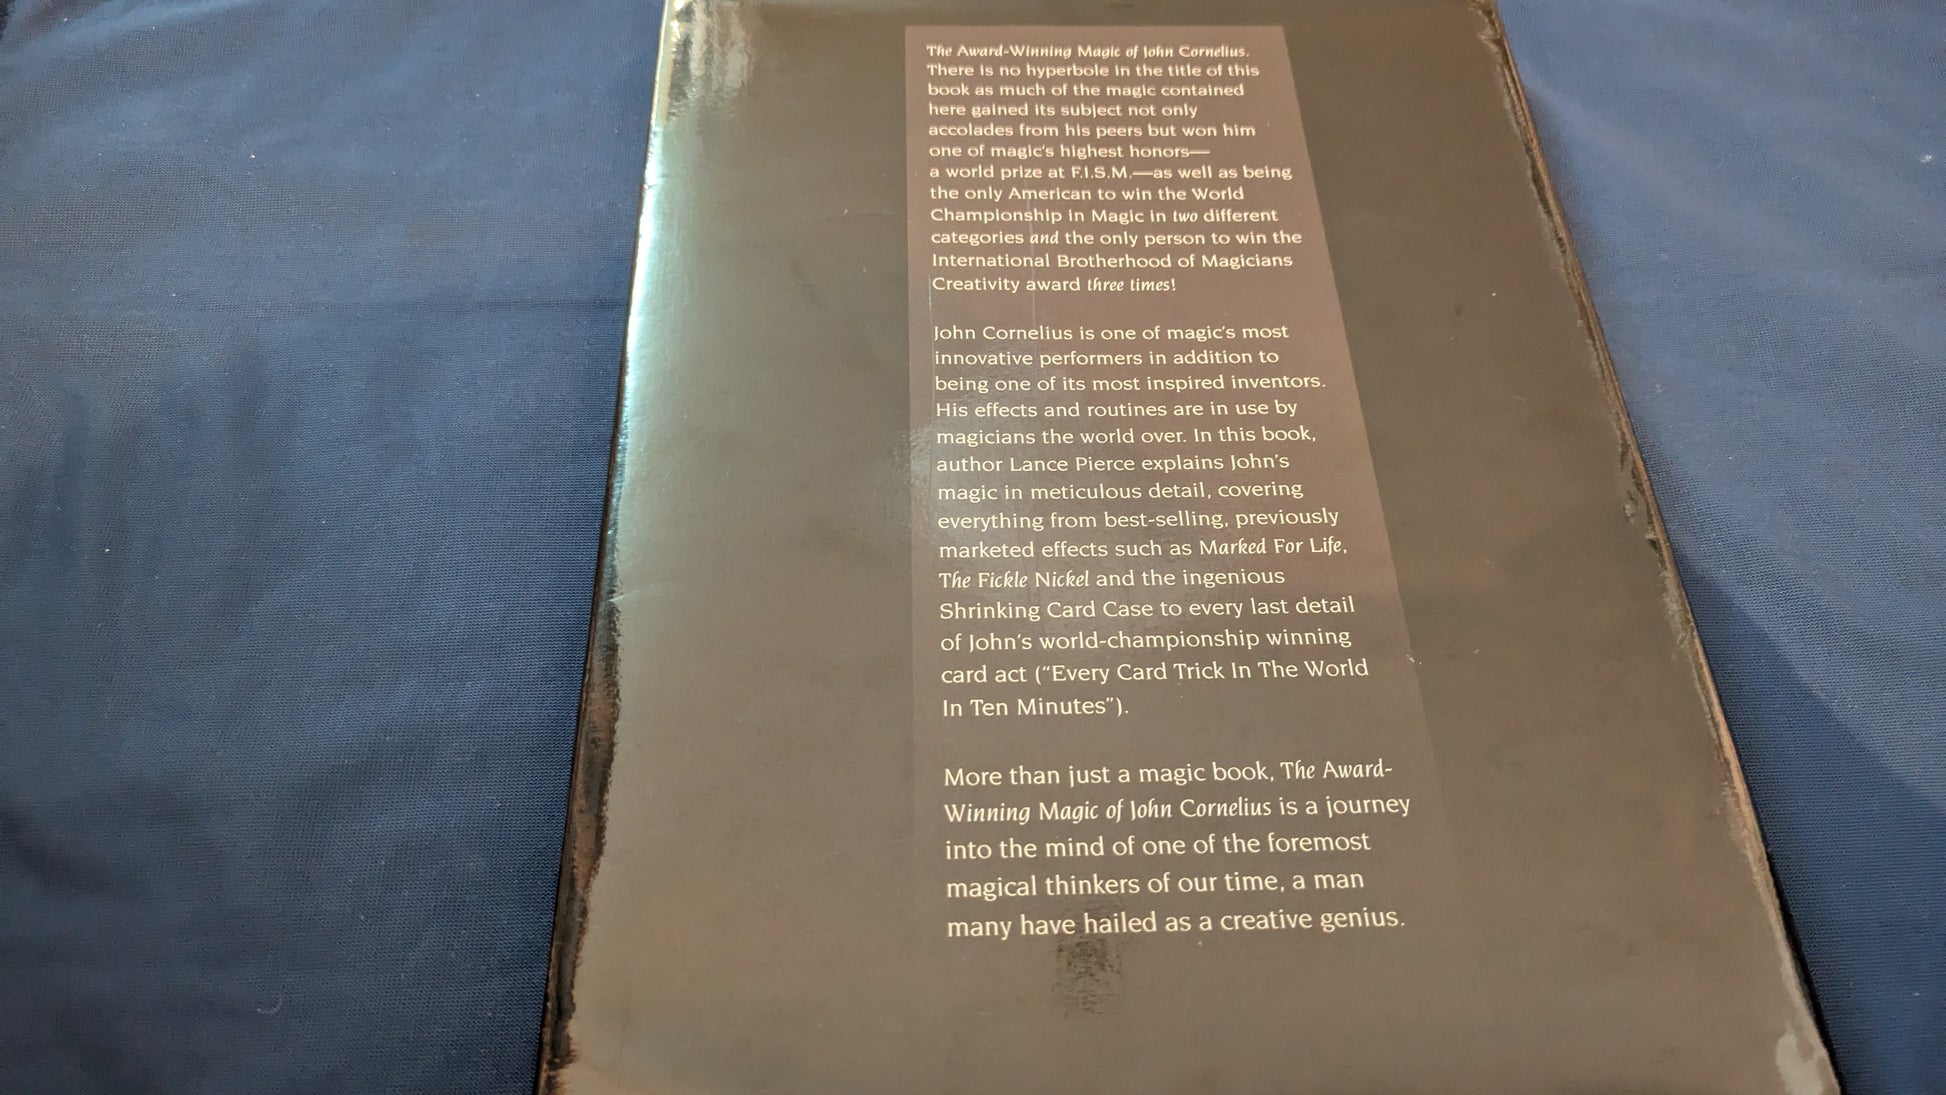 The Award-Winning Magic of John Cornelius.
There is no hyperbole in the title of this
book as much of the magic contained
here gained its subject not only
accolades from his peers but won him
one of magic's highest honors—
a world prize at F.I.S.M.—as well as being
the only American to win the World
Championship in Magic in two different
categories and the only person to win the
International Brotherhood of Magicians
Creativity award three times!
John Cornelius is one of magic's most
innovative performers in addition to
being one of its most inspired inventors.
His effects and routines are in use by
magicians the world over. In this book,
author Lance Pierce explains John's
magic in meticulous detail, covering
everything from best-selling, previously
marketed effects such as Marked For Life,
The Fickle Nickel and the ingenious
Shrinking Card Case to every last detail
of John's world-championship winning
card act (“Every Card Trick In The World
In Ten Minutes”).
More than just a magic book, The Award-
Winning Magic of John Cornelius is a journey
into the mind of one of the foremost
magical thinkers of our time, a man
many have hailed as a creative genius.